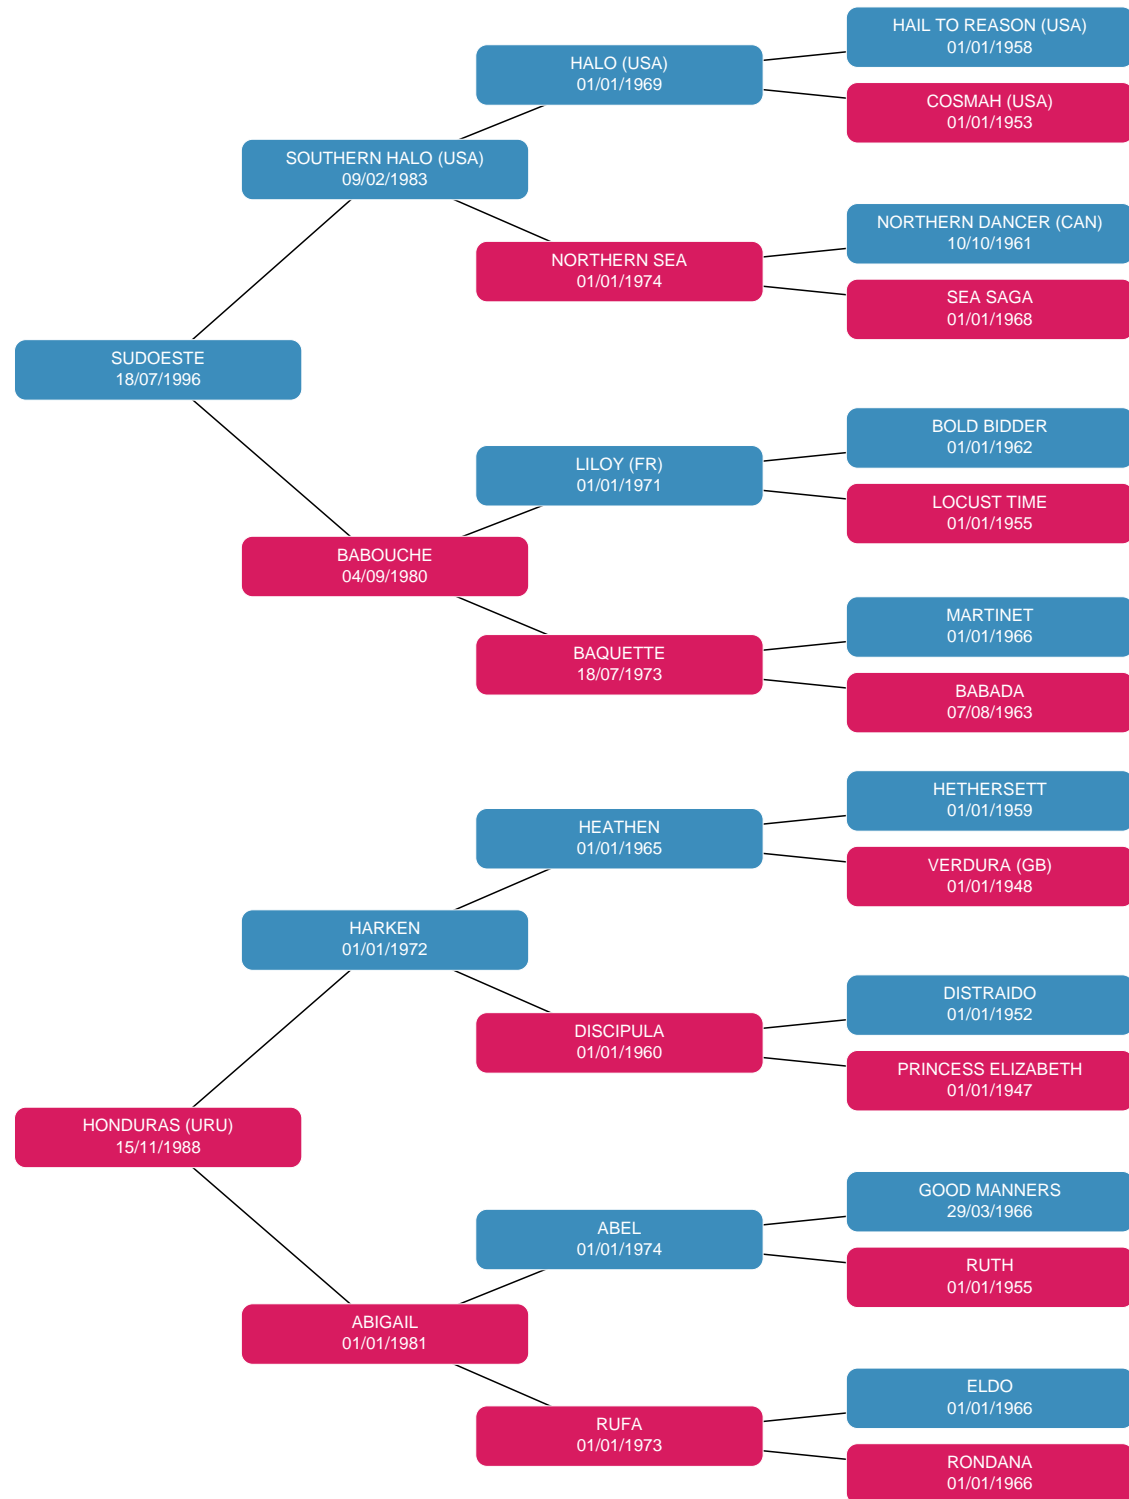 HAIL TO REASON (USA)
01/01/1958
HALO (USA)
01/01/1969
COSMAH (USA)
01/01/1953
SOUTHERN HALO (USA)
09/02/1983
NORTHERN DANCER (CAN)
10/10/1961
NORTHERN SEA
01/01/1974
SEA SAGA
01/01/1968
SUDOESTE
18/07/1996
BOLD BIDDER
01/01/1962
LILOY (FR)
01/01/1971
LOCUST TIME
01/01/1955
BABOUCHE
04/09/1980
MARTINET
01/01/1966
BAQUETTE
18/07/1973
BABADA
07/08/1963
HETHERSETT
01/01/1959
HEATHEN
01/01/1965
VERDURA (GB)
01/01/1948
HARKEN
01/01/1972
DISTRAIDO
01/01/1952
DISCIPULA
01/01/1960
PRINCESS ELIZABETH
01/01/1947
HONDURAS (URU)
15/11/1988
GOOD MANNERS
29/03/1966
ABEL
01/01/1974
RUTH
01/01/1955
ABIGAIL
01/01/1981
ELDO
01/01/1966
RUFA
01/01/1973
RONDANA
01/01/1966